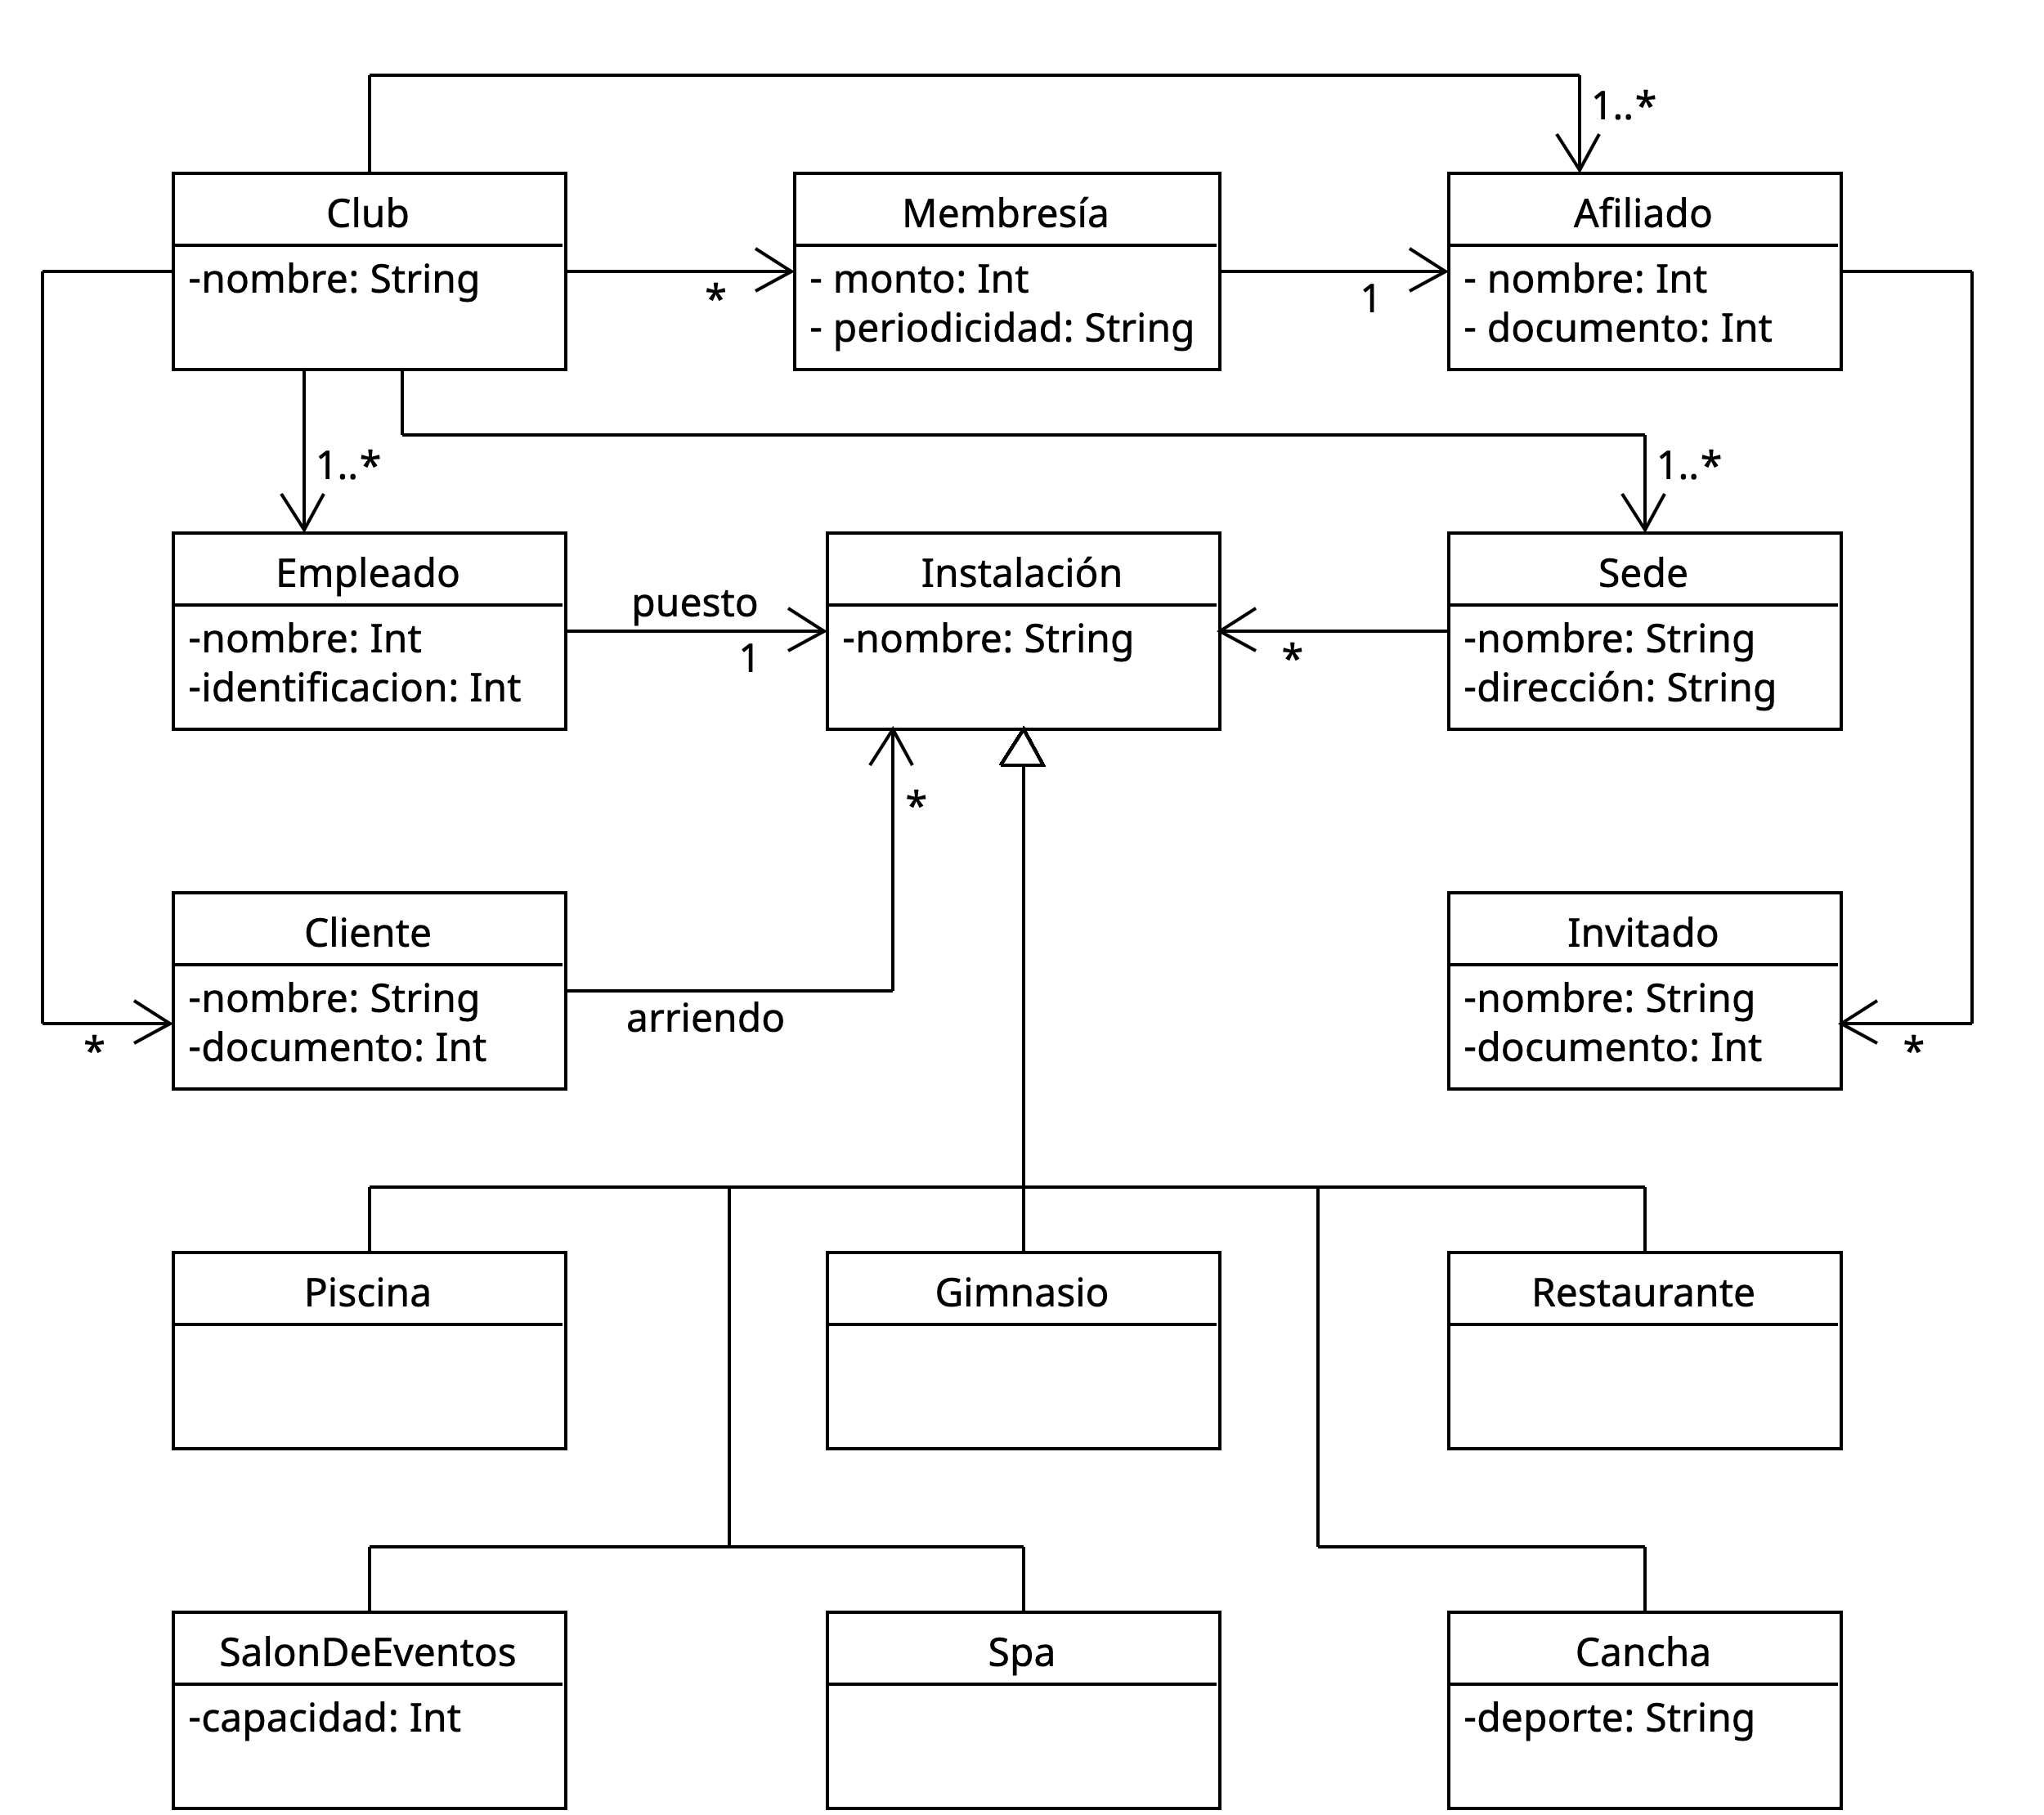 1..*
Club
-nombre: String
*
Membresía
- monto: Int
- periodicidad: String
1
Afiliado
- nombre: Int
- documento: Int
1..*
1..*
Empleado
-nombre: Int
-identificacion: Int
puesto
1
Instalación
-nombre: String
*
Sede
-nombre: String
-dirección: String
*
Cliente
-nombre: String
-documento: Int
*
arriendo
Invitado
-nombre: String
-documento: Int
*
Piscina
Gimnasio
Restaurante
SalonDeEventos
-capacidad: Int
Spa
Cancha
-deporte: String